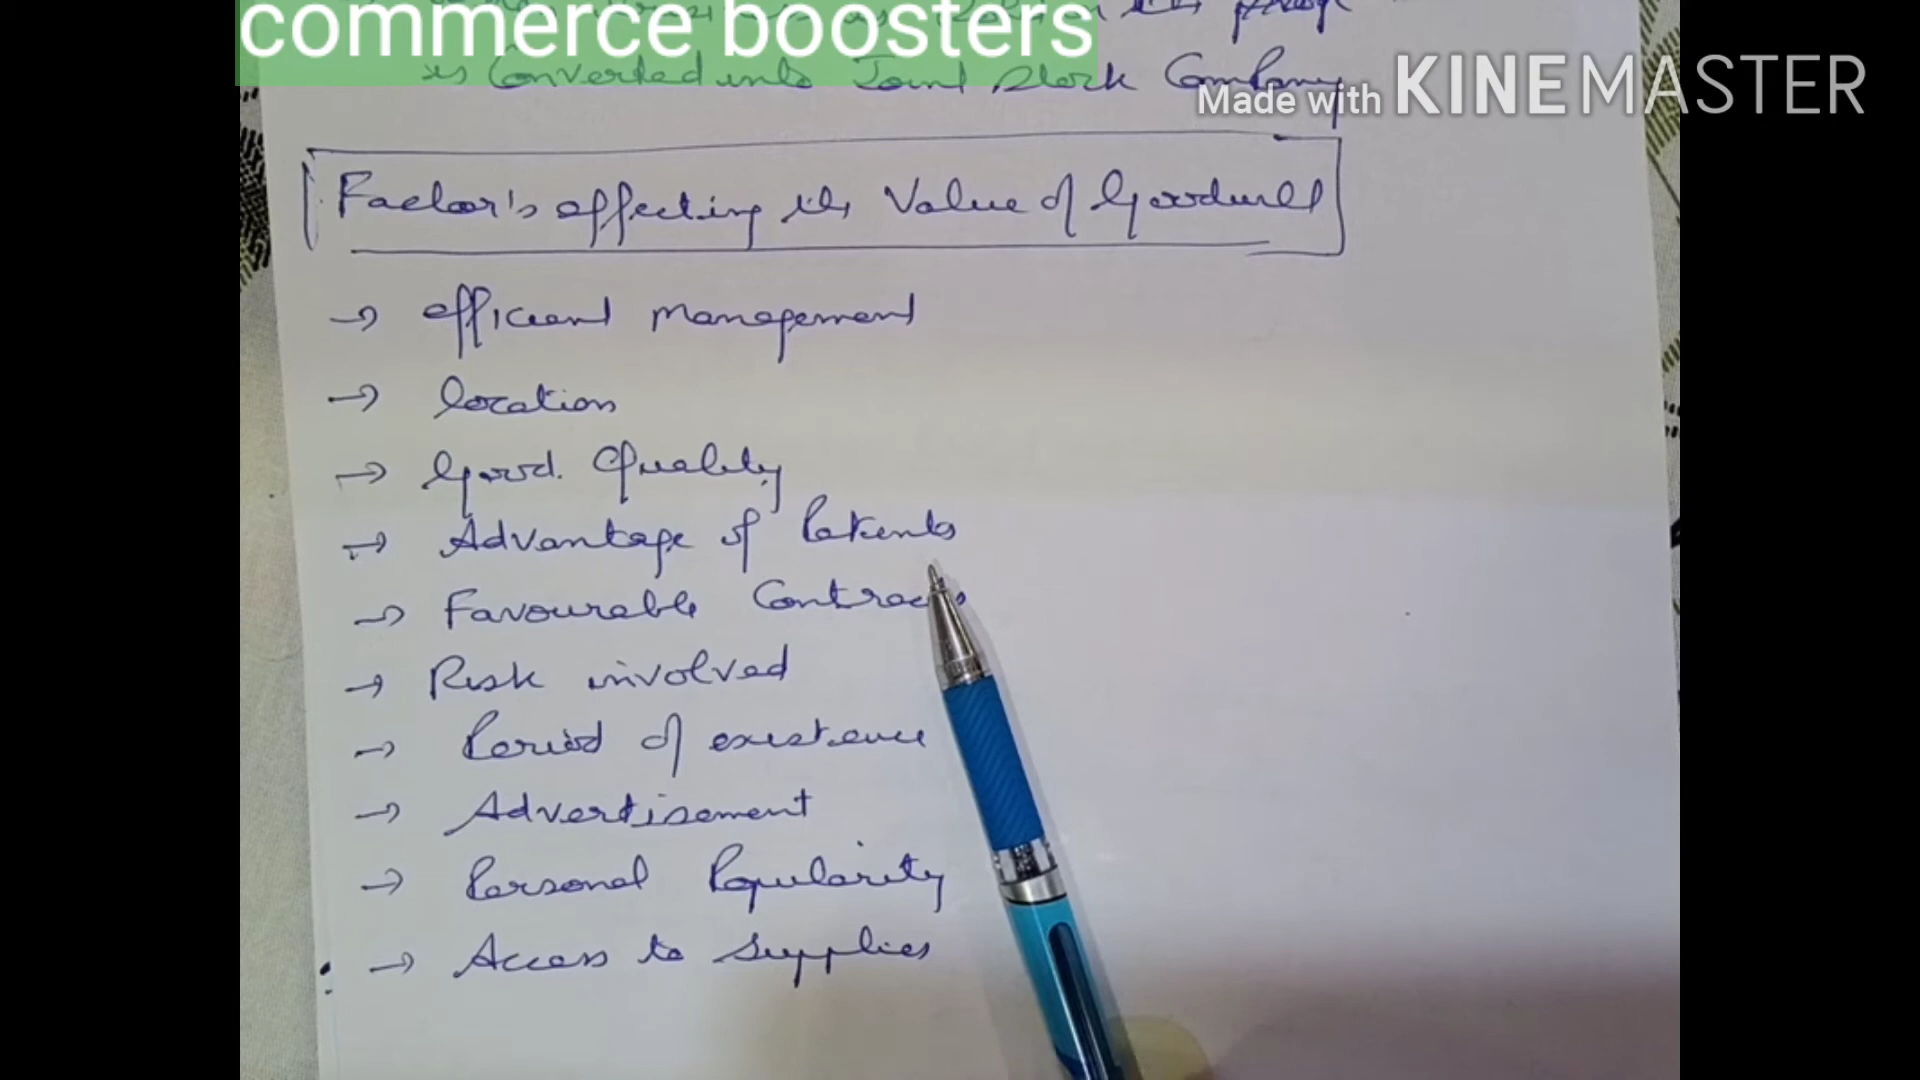 commerce boosters
is Converted into Joint Stock Company
Made with KINEMASTER
Factor's affecting the Value of Goodwill
→ efficient management
→ location
→ Good Quality
→ Advantage of Patents
→ Favourable Contracts
→ Risk involved
→ Period of existence
→ Advertisement
→ Personal Popularity
→ Access to Supplies